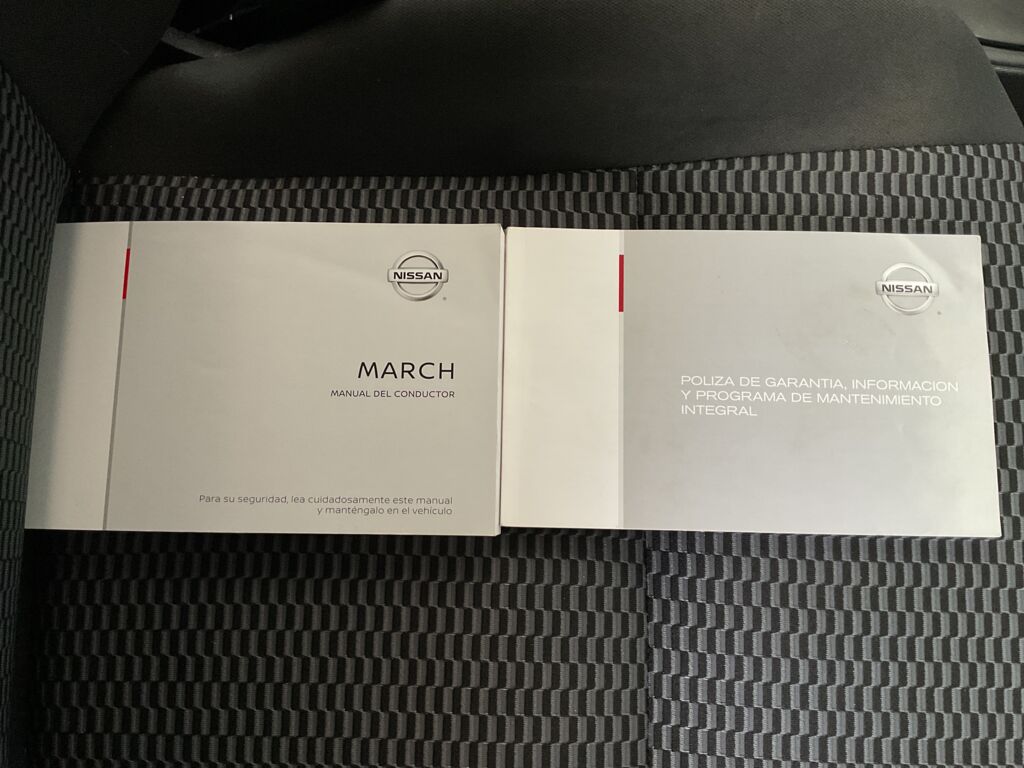 NISSAN
MARCH
MANUAL DEL CONDUCTOR
Para su seguridad, lea cuidadosamente este manual
y manténgalo en el vehículo
NISSAN
POLIZA DE GARANTIA, INFORMACION
Y PROGRAMA DE MANTENIMIENTO
INTEGRAL